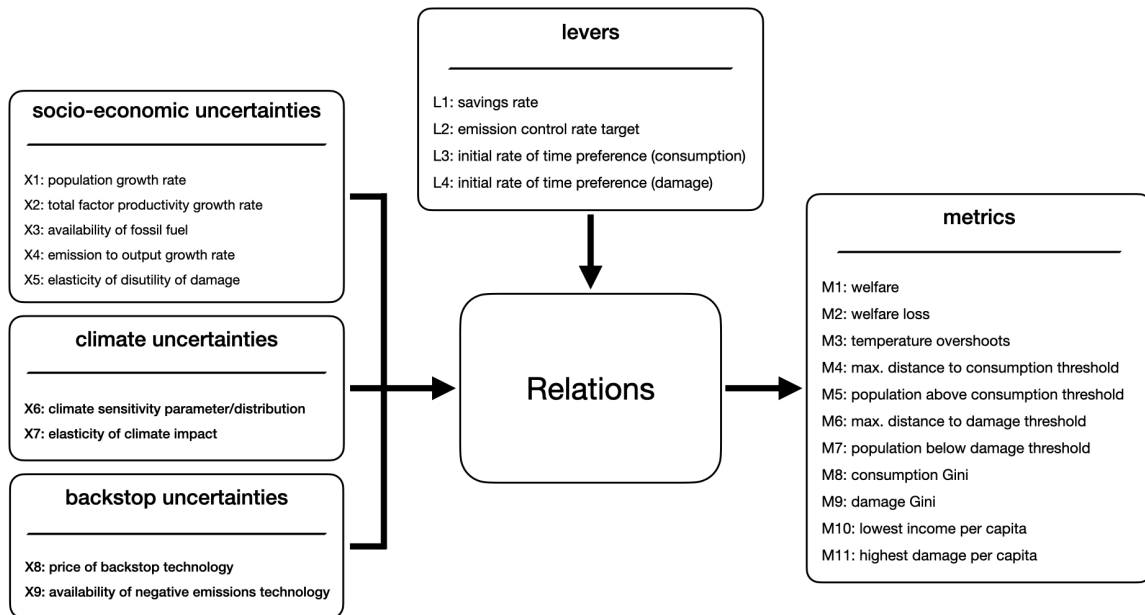 levers
L1: savings rate
L2: emission control rate target
L3: initial rate of time preference (consumption)
L4: initial rate of time preference (damage)
socio-economic uncertainties
X1: population growth rate
X2: total factor productivity growth rate
X3: availability of fossil fuel
X4: emission to output growth rate
X5: elasticity of disutility of damage
climate uncertainties
X6: climate sensitivity parameter/distribution
X7: elasticity of climate impact
backstop uncertainties
X8: price of backstop technology
X9: availability of negative emissions technology
Relations
metrics
M1: welfare
M2: welfare loss
M3: temperature overshoots
M4: max. distance to consumption threshold
M5: population above consumption threshold
M6: max. distance to damage threshold
M7: population below damage threshold
M8: consumption Gini
M9: damage Gini
M10: lowest income per capita
M11: highest damage per capita